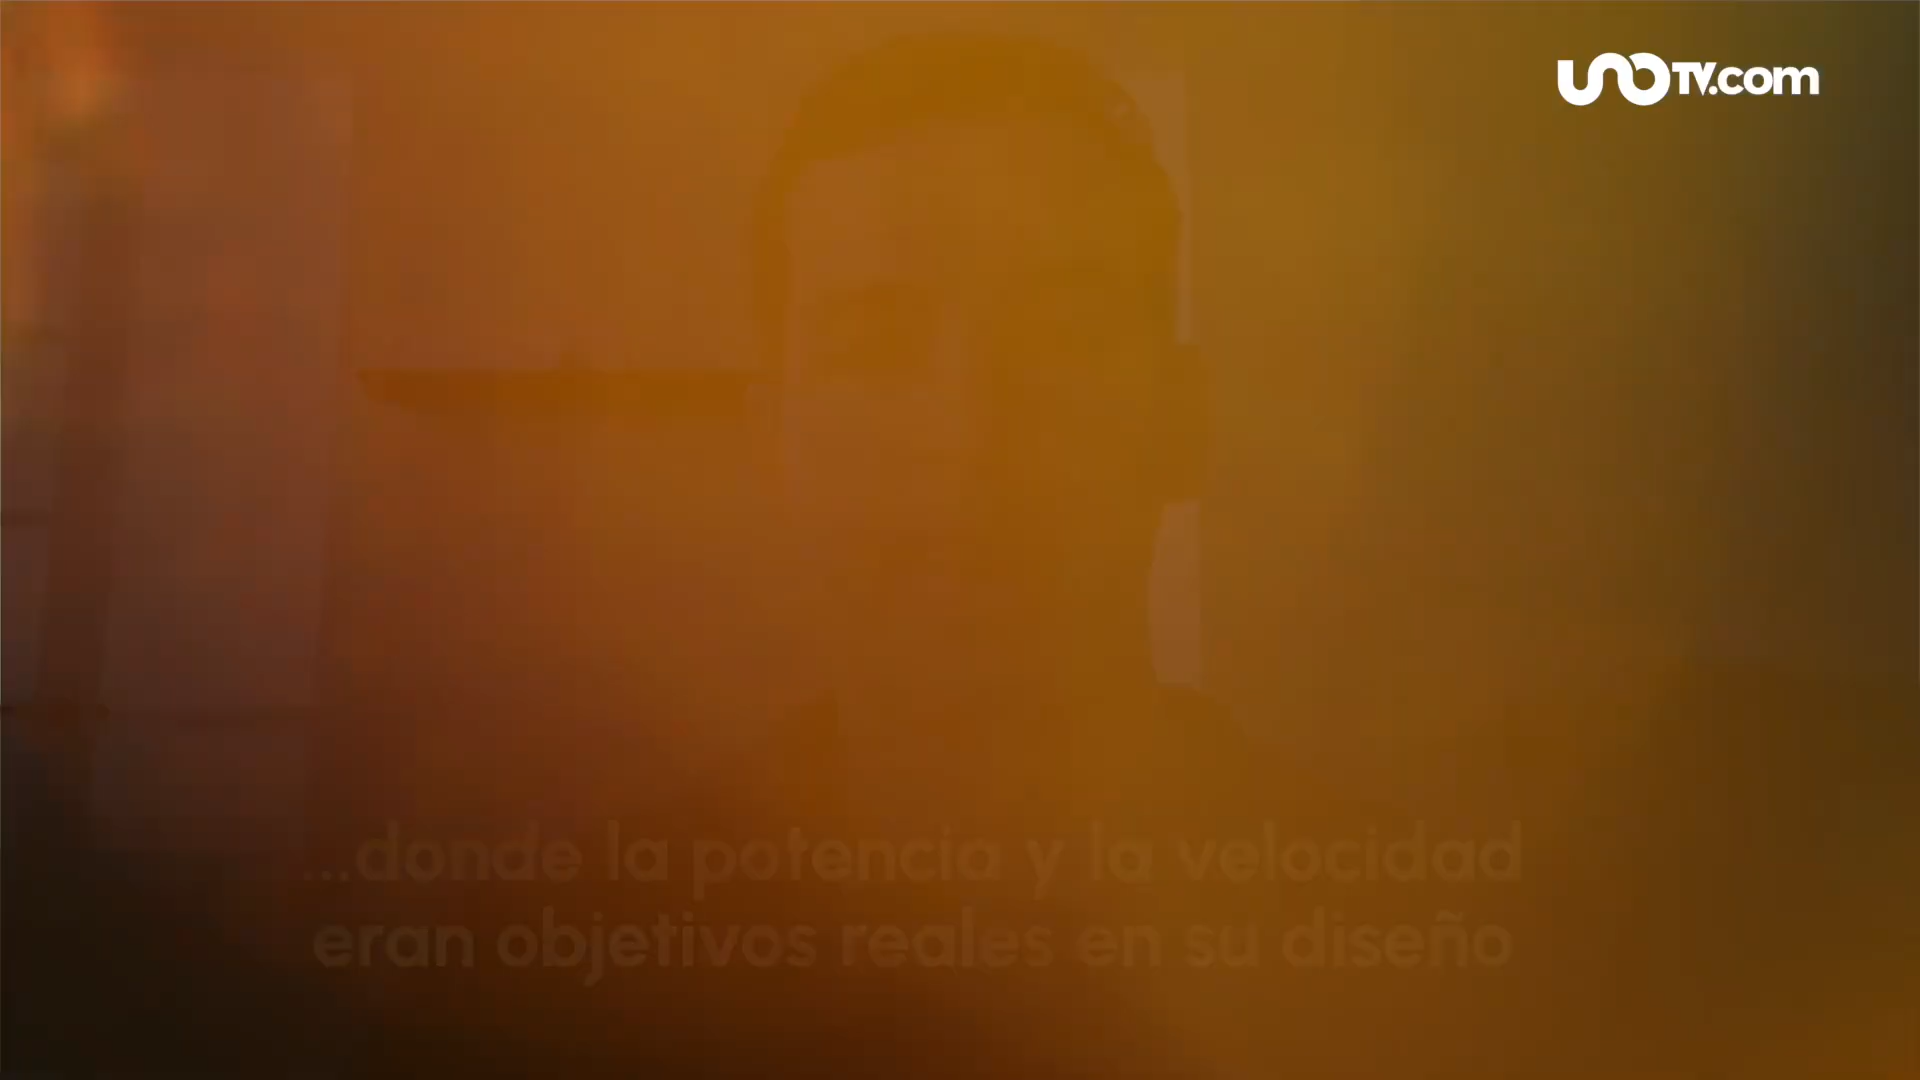 UNOTV.com
...donde la potencia y la velocidad
eran objetivos reales en su diseño